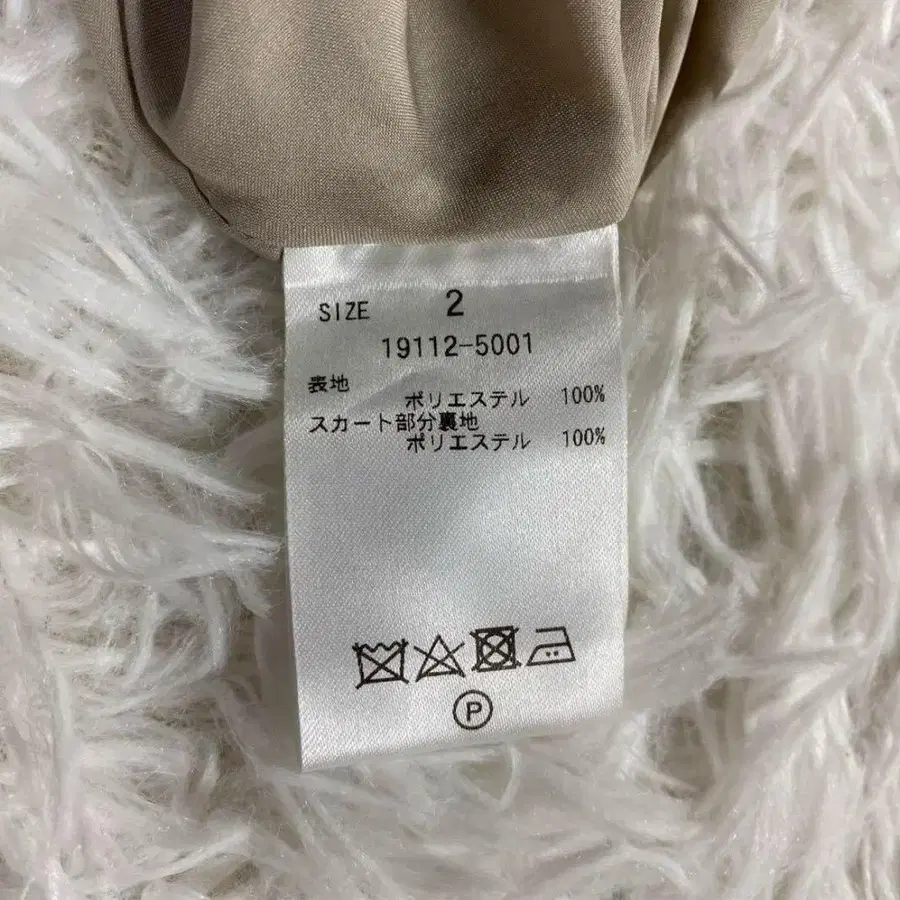 SIZE 2
19112-5001
表地
ポリエステル 100%
スカート部分裏地
ポリエステル 100%
P